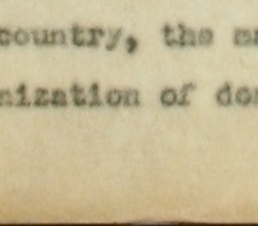 country, the
nization of